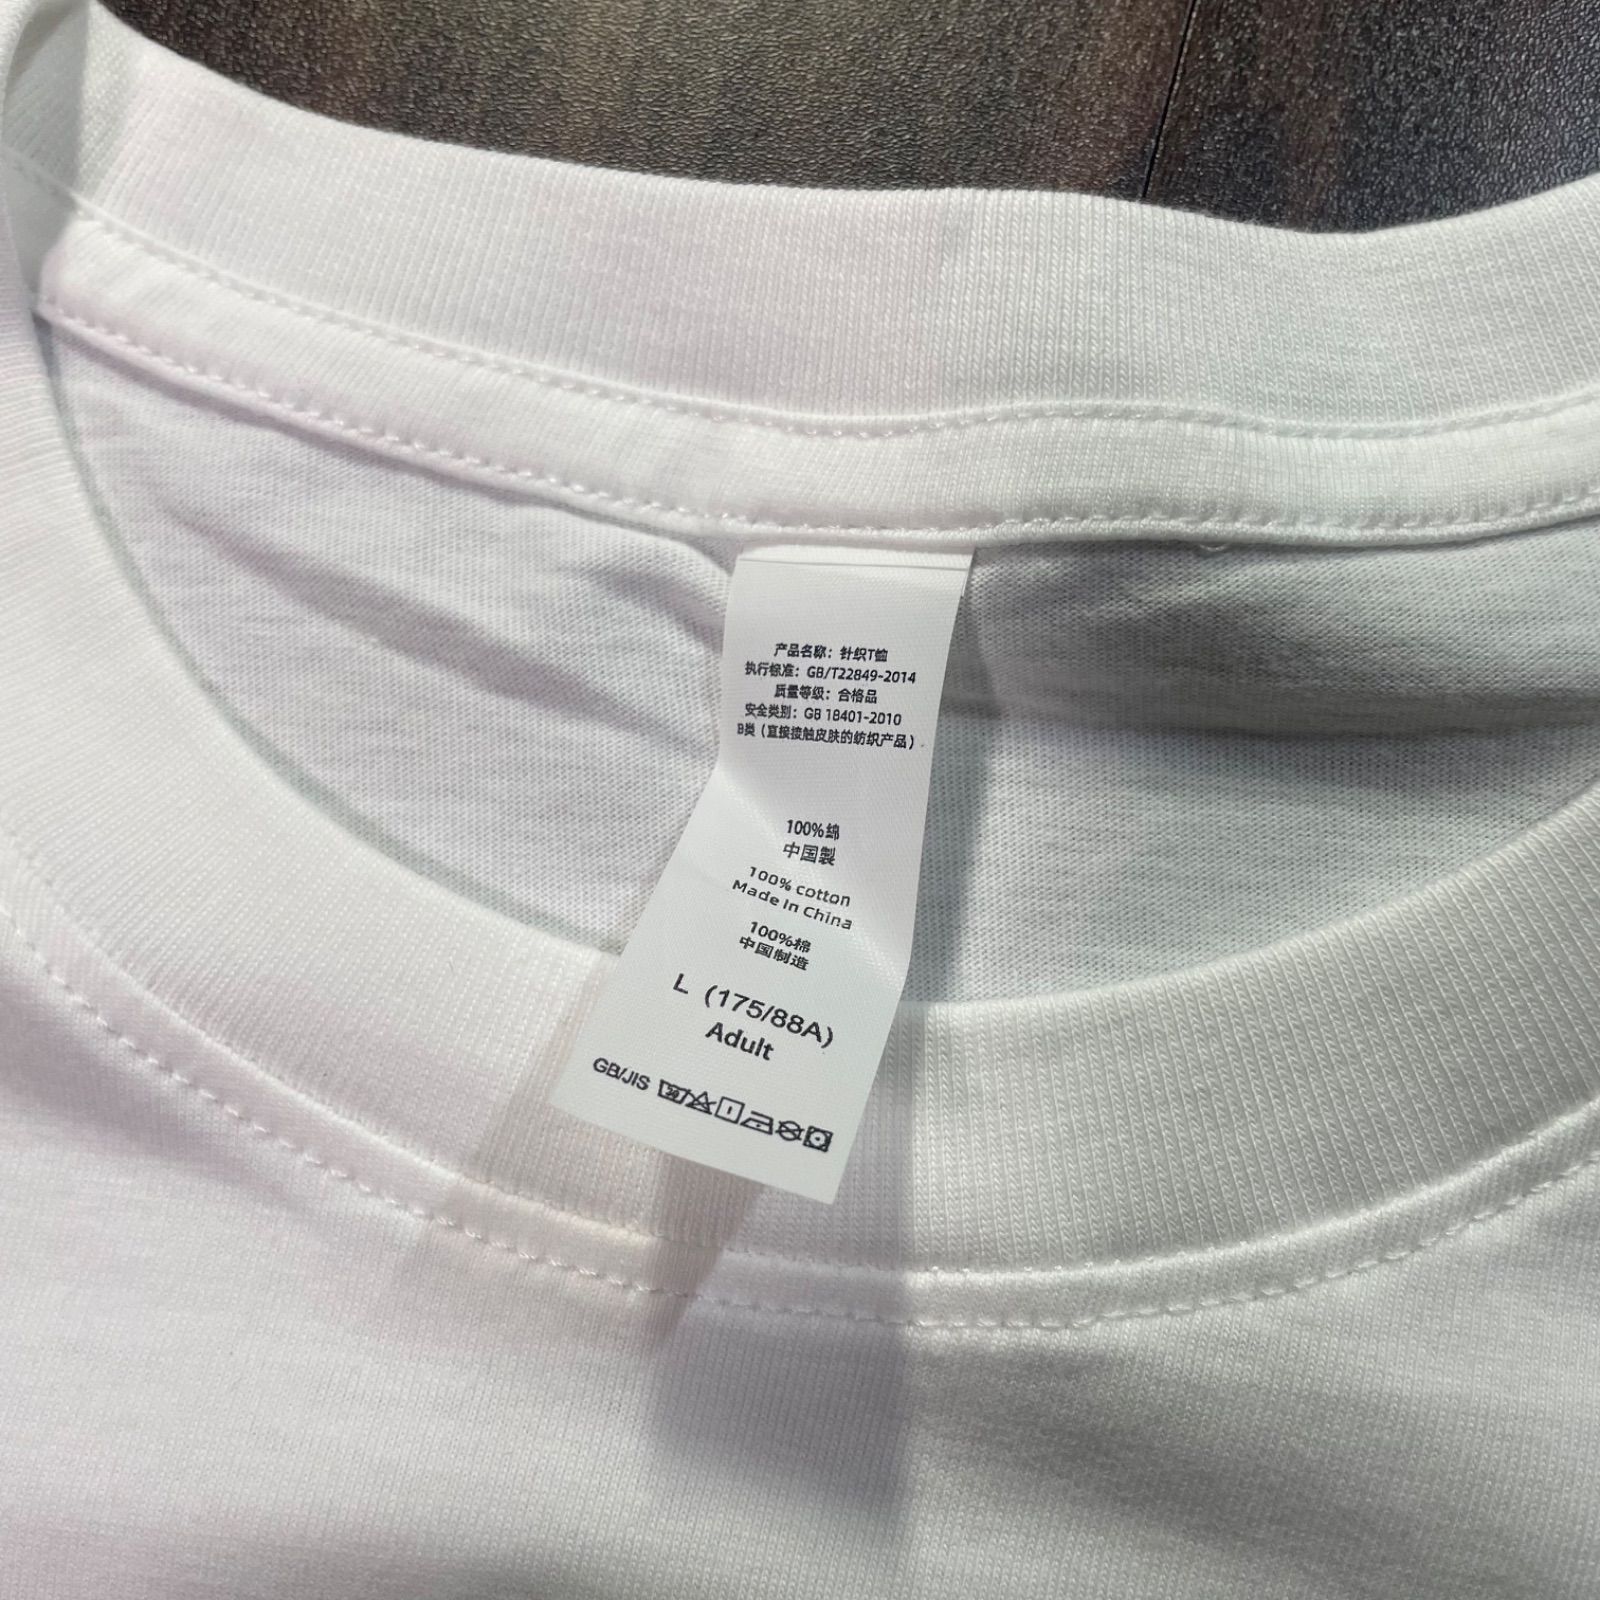 产品名称：针织T恤
执行标准：GB/T22849-2014
质量等级：合格品
安全类别：GB 18401-2010
B类（直接接触皮肤的纺织产品）
100%綿
中国製
100% cotton
Made In China
100%棉
中国制造
L（175/88A）
Adult
GB/JIS